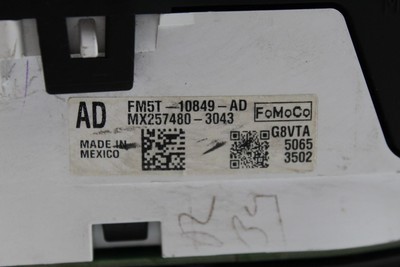 AD
FM5T-10849-AD
MX257480-3043
FoMoCo
MADE IN
MEXICO
G8VTA
5065
3502